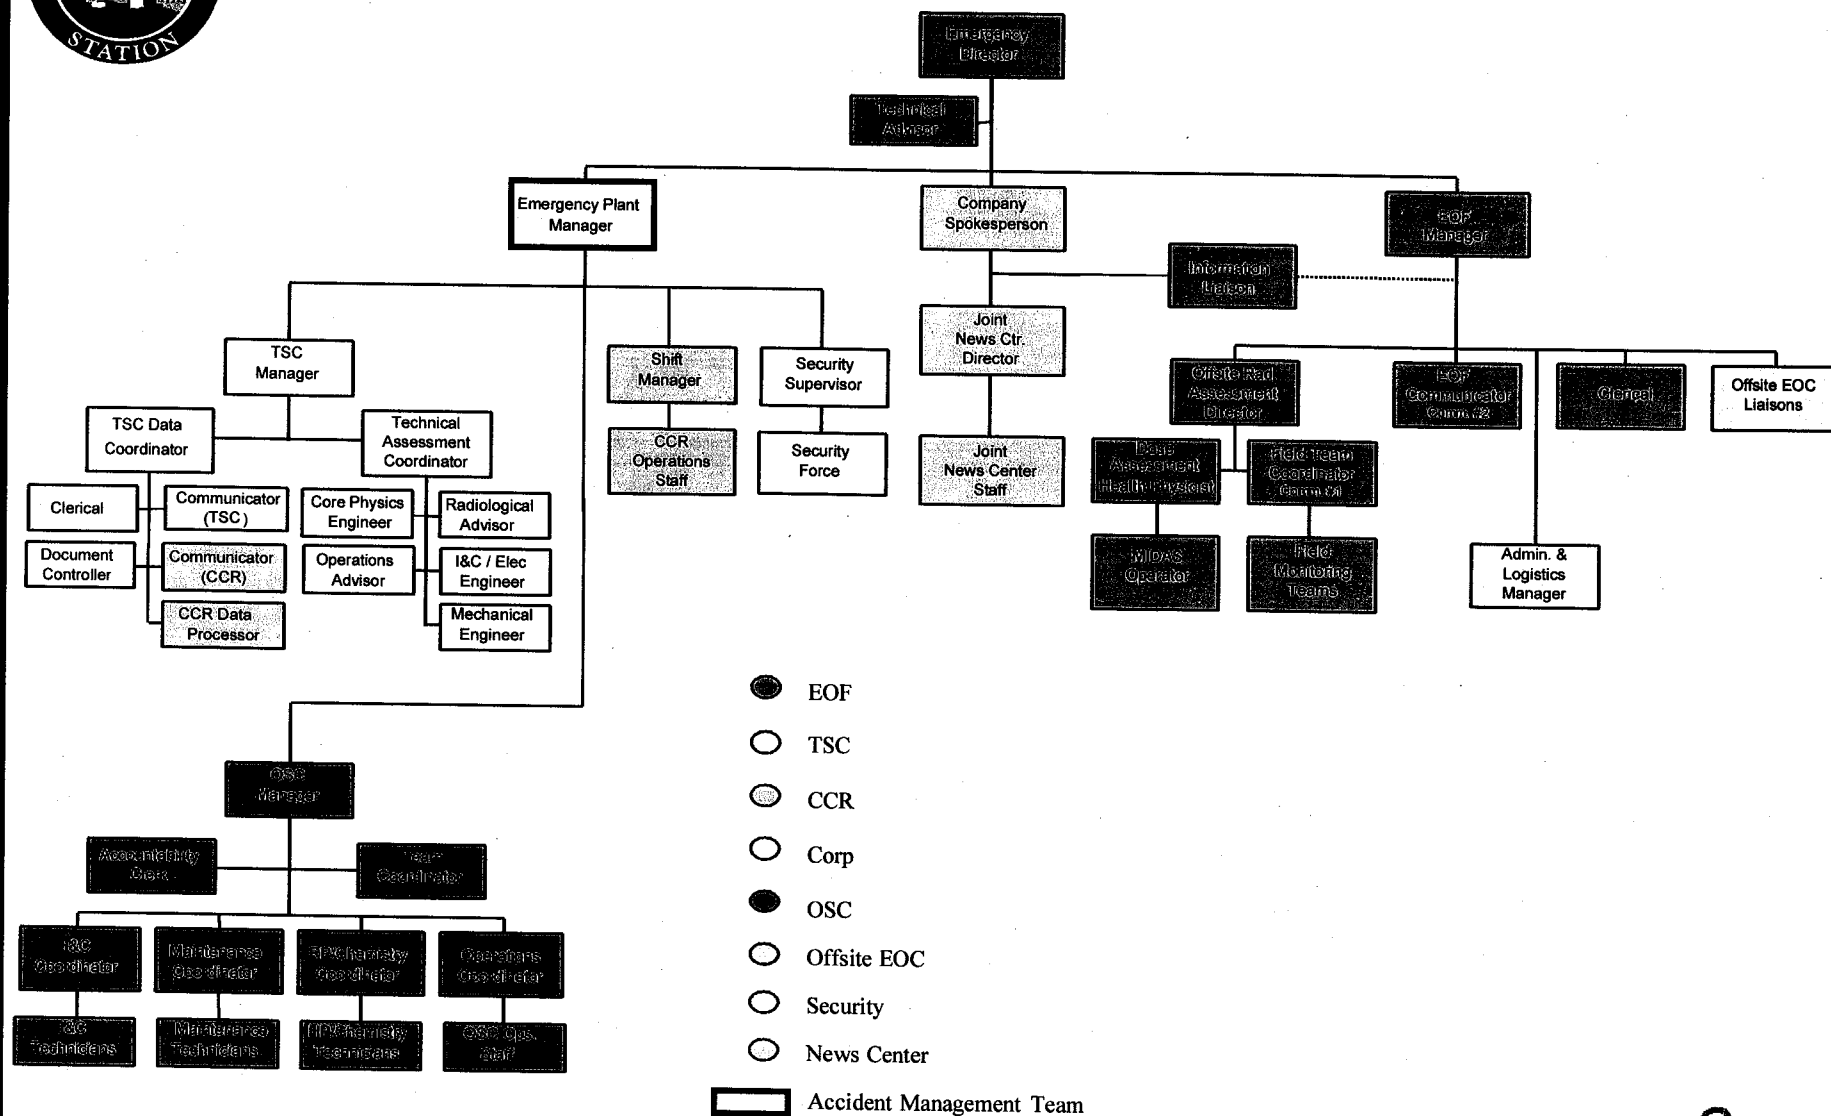 STATION
Emergency
Director
Technical
Advisor
Emergency Plant
Manager
Company
Spokesperson
EOF
Manager
Information
Liaison
TSC
Manager
Shift
Manager
Security
Supervisor
Joint
News Ctr.
Director
Offsite Rad
Assessment
Director
EOF
Communicator
Comm #2
Clerical
Offsite EOC
Liaisons
TSC Data
Coordinator
Technical
Assessment
Coordinator
CCR
Operations
Staff
Security
Force
Joint
News Center
Staff
Dose
Assessment
Health Physicist
Field Team
Coordinator
Comm #1
Clerical
Communicator
(TSC)
Core Physics
Engineer
Radiological
Advisor
Document
Controller
Communicator
(CCR)
Operations
Advisor
I&C / Elec
Engineer
MIDAS
Operator
Field
Monitoring
Teams
Admin. &
Logistics
Manager
CCR Data
Processor
Mechanical
Engineer
OSC
Manager
Accountability
Clerk
Team
Coordinator
I&C
Coordinator
Maintenance
Coordinator
RP/Chemistry
Coordinator
Operations
Coordinator
I&C
Technicians
Maintenance
Technicians
RP/Chemistry
Technicians
OSC Ops.
Staff
EOF
TSC
CCR
Corp
OSC
Offsite EOC
Security
News Center
Accident Management Team